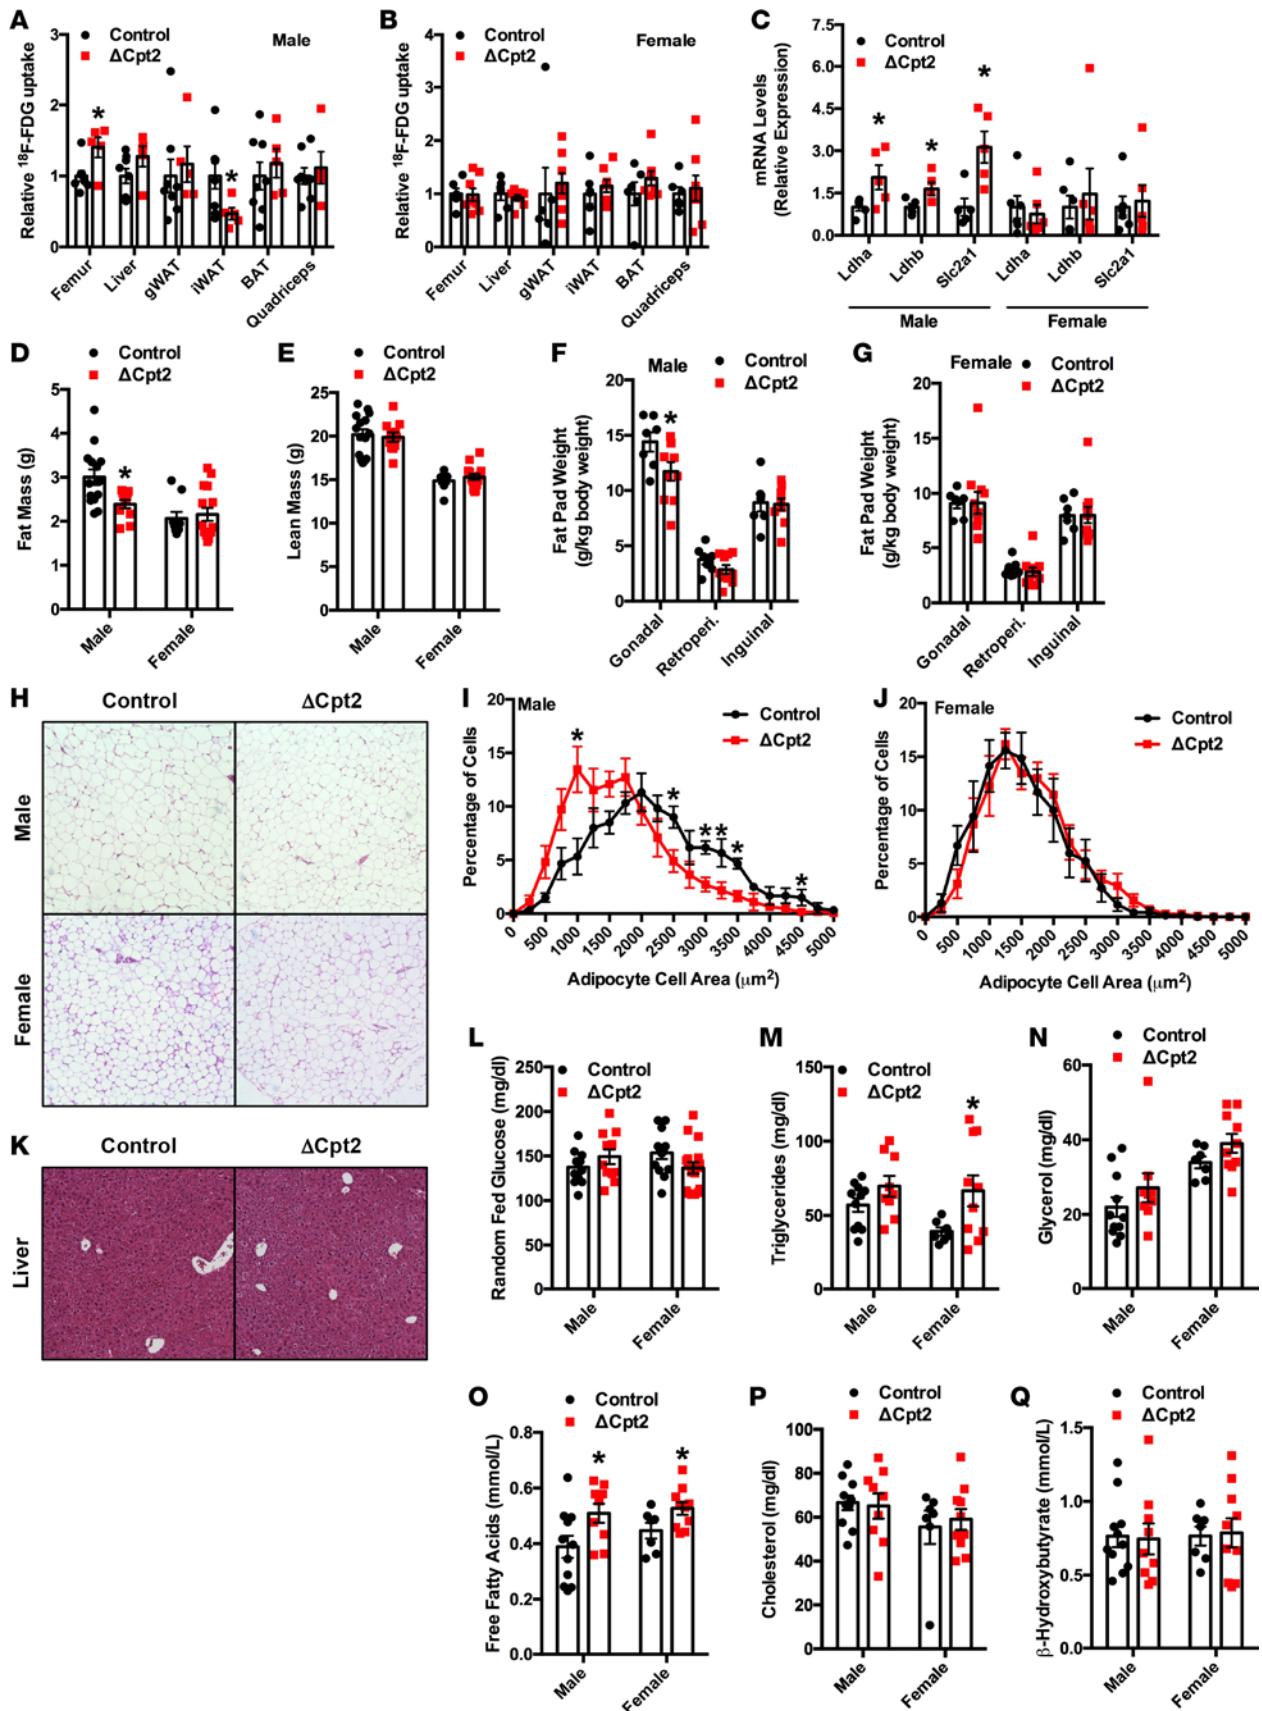 A
Control
ΔCpt2
Male
Relative ¹⁸F-FDG uptake
3
2
1
0
Femur
Liver
gWAT
iWAT
BAT
Quadriceps
*
*
B
Control
ΔCpt2
Female
Relative ¹⁸F-FDG uptake
4
3
2
1
0
Femur
Liver
gWAT
iWAT
BAT
Quadriceps
C
Control
ΔCpt2
mRNA Levels
(Relative Expression)
7.5
6.0
4.5
3.0
1.5
0.0
*
*
*
Ldha
Ldhb
Slc2a1
Ldha
Ldhb
Slc2a1
Male
Female
D
Control
ΔCpt2
Fat Mass (g)
5
4
3
2
1
0
*
Male
Female
E
Control
ΔCpt2
Lean Mass (g)
25
20
15
10
5
0
Male
Female
F
Male
Control
ΔCpt2
Fat Pad Weight
(g/kg body weight)
20
15
10
5
0
*
Gonadal
Retroperi.
Inguinal
G
Female
Control
ΔCpt2
Fat Pad Weight
(g/kg body weight)
20
15
10
5
0
Gonadal
Retroperi.
Inguinal
H
Control
ΔCpt2
Male
Female
I
Male
Control
ΔCpt2
Percentage of Cells
20
15
10
5
0
*
*
**
*
*
0
500
1000
1500
2000
2500
3000
3500
4000
4500
5000
Adipocyte Cell Area (μm²)
J
Female
Control
ΔCpt2
Percentage of Cells
20
15
10
5
0
0
500
1000
1500
2000
2500
3000
3500
4000
4500
5000
Adipocyte Cell Area (μm²)
K
Control
ΔCpt2
Liver
L
Control
ΔCpt2
Random Fed Glucose (mg/dl)
250
200
150
100
50
0
Male
Female
M
Control
ΔCpt2
Triglycerides (mg/dl)
150
100
50
0
*
Male
Female
N
Control
ΔCpt2
Glycerol (mg/dl)
60
40
20
0
Male
Female
O
Control
ΔCpt2
Free Fatty Acids (mmol/L)
0.8
0.6
0.4
0.2
0.0
*
*
Male
Female
P
Control
ΔCpt2
Cholesterol (mg/dl)
100
80
60
40
20
0
Male
Female
Q
Control
ΔCpt2
β-Hydroxybutyrate (mmol/L)
1.5
1.0
0.5
0.0
Male
Female